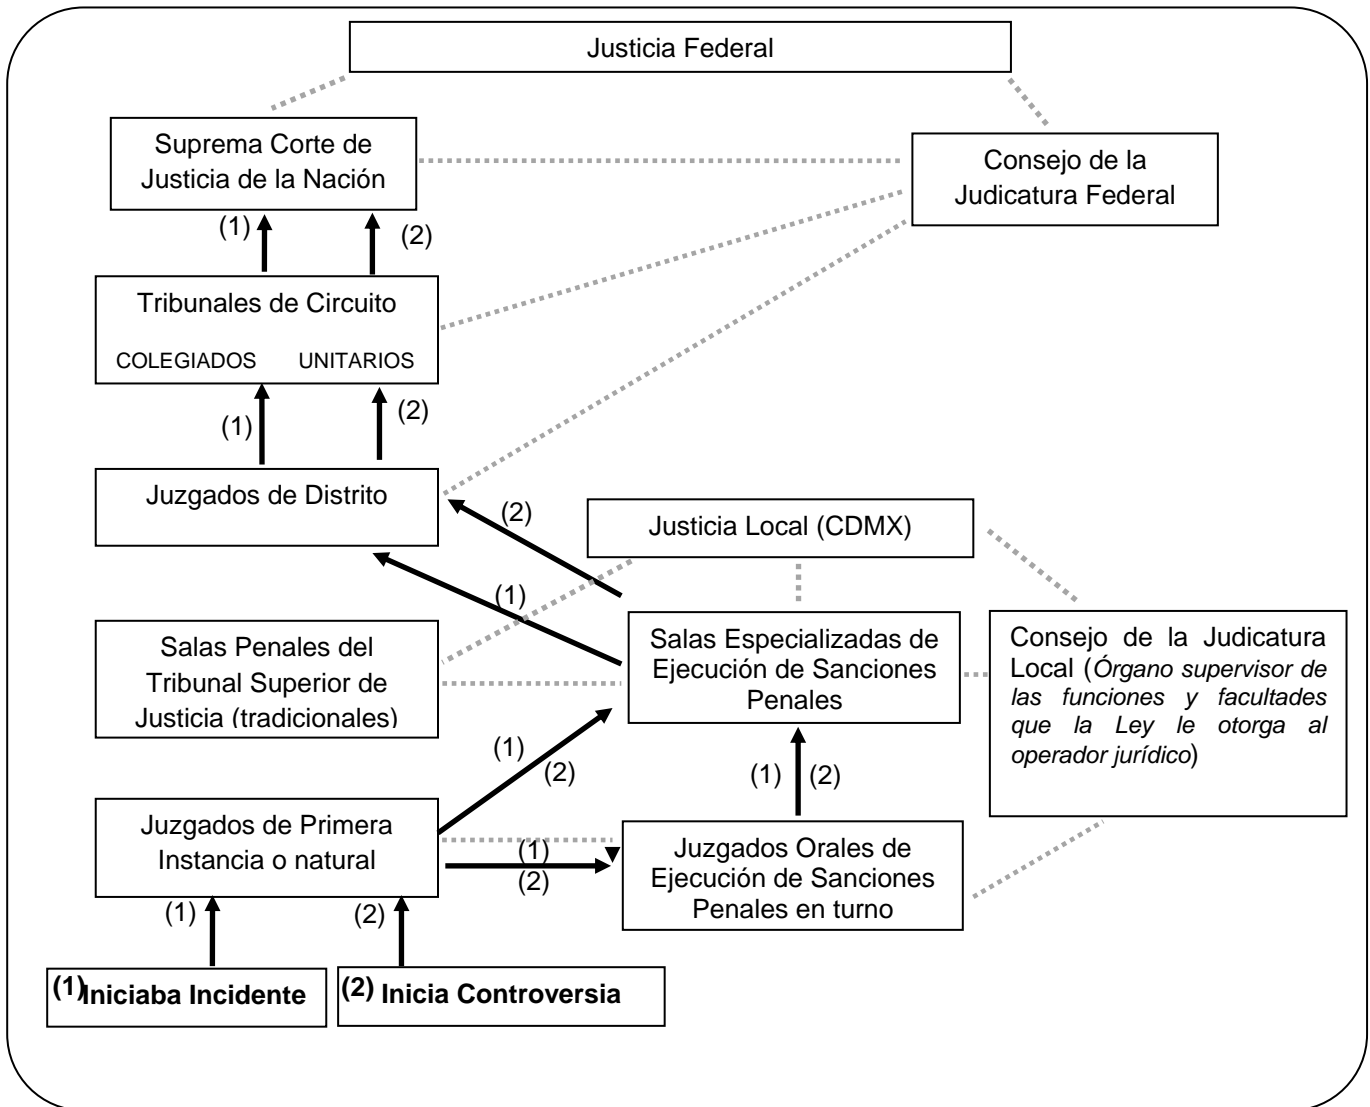 Justicia Federal
Suprema Corte de
Justicia de la Nación
Consejo de la
Judicatura Federal
(1)
(2)
Tribunales de Circuito
COLEGIADOS UNITARIOS
(1)
(2)
Juzgados de Distrito
(2)
Justicia Local (CDMX)
(1)
Salas Penales del
Tribunal Superior de
Justicia (tradicionales)
Salas Especializadas de
Ejecución de Sanciones
Penales
Consejo de la Judicatura
Local (Órgano supervisor de
las funciones y facultades
que la Ley le otorga al
operador jurídico)
(1)
(2)
(1)
(2)
Juzgados de Primera
Instancia o natural
(1)
(2)
Juzgados Orales de
Ejecución de Sanciones
Penales en turno
(1)
(2)
(1) Iniciaba Incidente
(2) Inicia Controversia